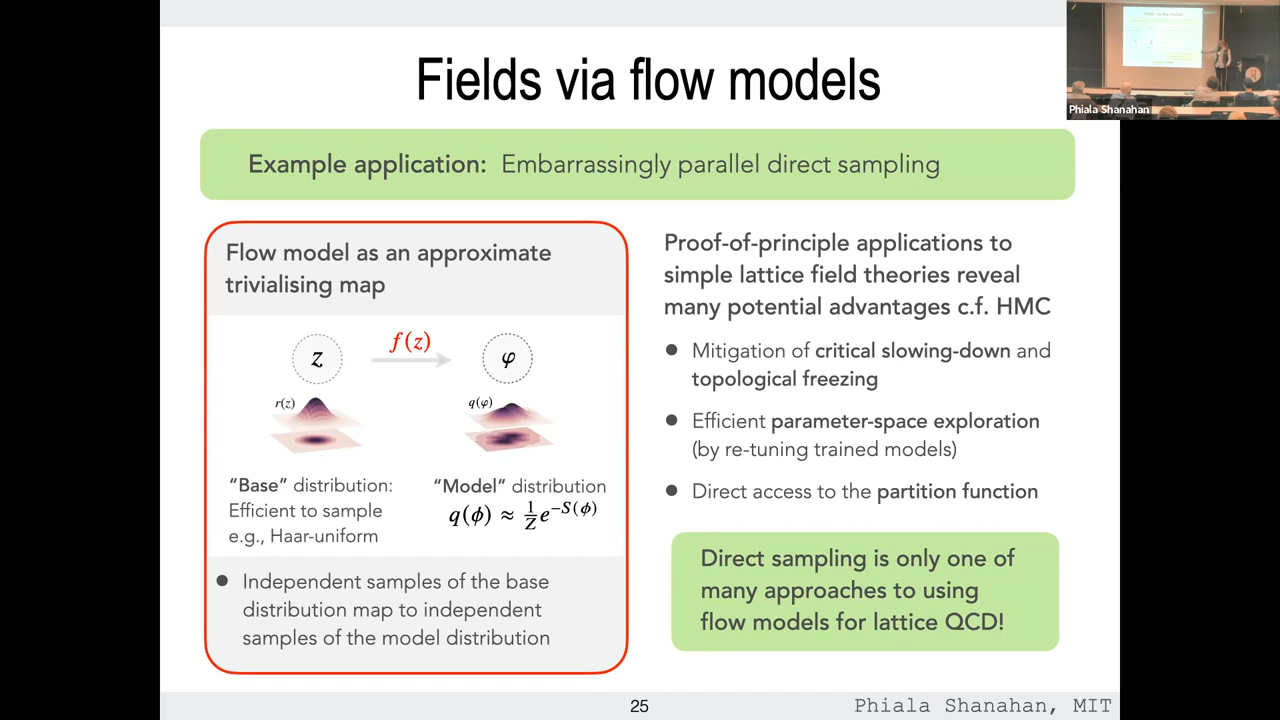 Fields via flow models
Phiala Shanahan
Example application: Embarrassingly parallel direct sampling
Flow model as an approximate
trivialising map
z
f(z)
φ
r(z)
q(φ)
“Base” distribution:
Efficient to sample
e.g., Haar-uniform
“Model” distribution
q(ϕ) ≈ 1/Z e^{-S(ϕ)}
Independent samples of the base
distribution map to independent
samples of the model distribution
Proof-of-principle applications to
simple lattice field theories reveal
many potential advantages c.f. HMC
Mitigation of critical slowing-down and
topological freezing
Efficient parameter-space exploration
(by re-tuning trained models)
Direct access to the partition function
Direct sampling is only one of
many approaches to using
flow models for lattice QCD!
25
Phiala Shanahan, MIT